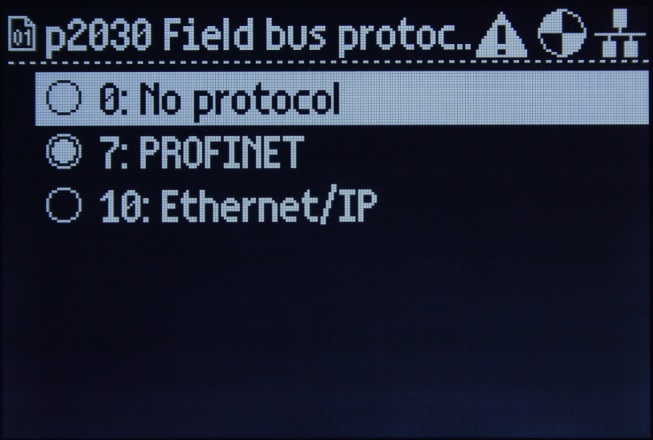 01 p2030 Field bus protoc..
0: No protocol
7: PROFINET
10: Ethernet/IP